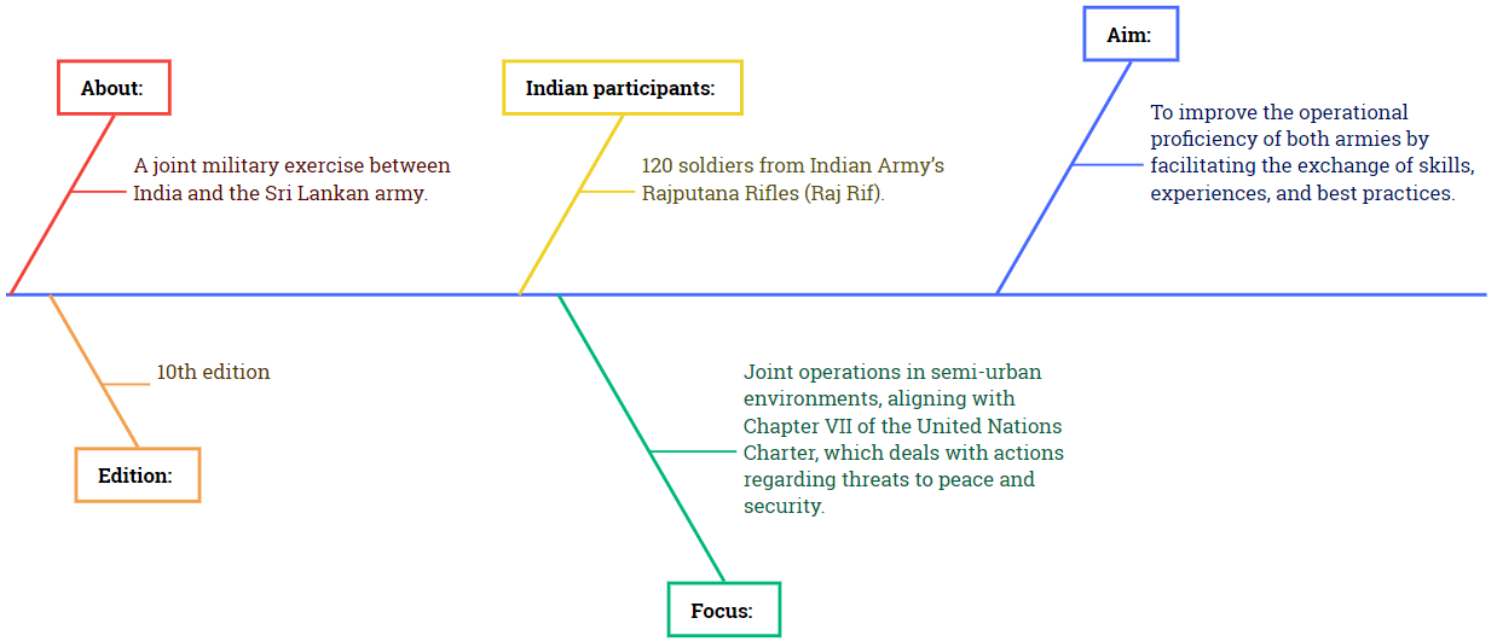 About:
A joint military exercise between
India and the Sri Lankan army.
Indian participants:
120 soldiers from Indian Army’s
Rajputana Rifles (Raj Rif).
Aim:
To improve the operational
proficiency of both armies by
facilitating the exchange of skills,
experiences, and best practices.
10th edition
Edition:
Joint operations in semi-urban
environments, aligning with
Chapter VII of the United Nations
Charter, which deals with actions
regarding threats to peace and
security.
Focus: